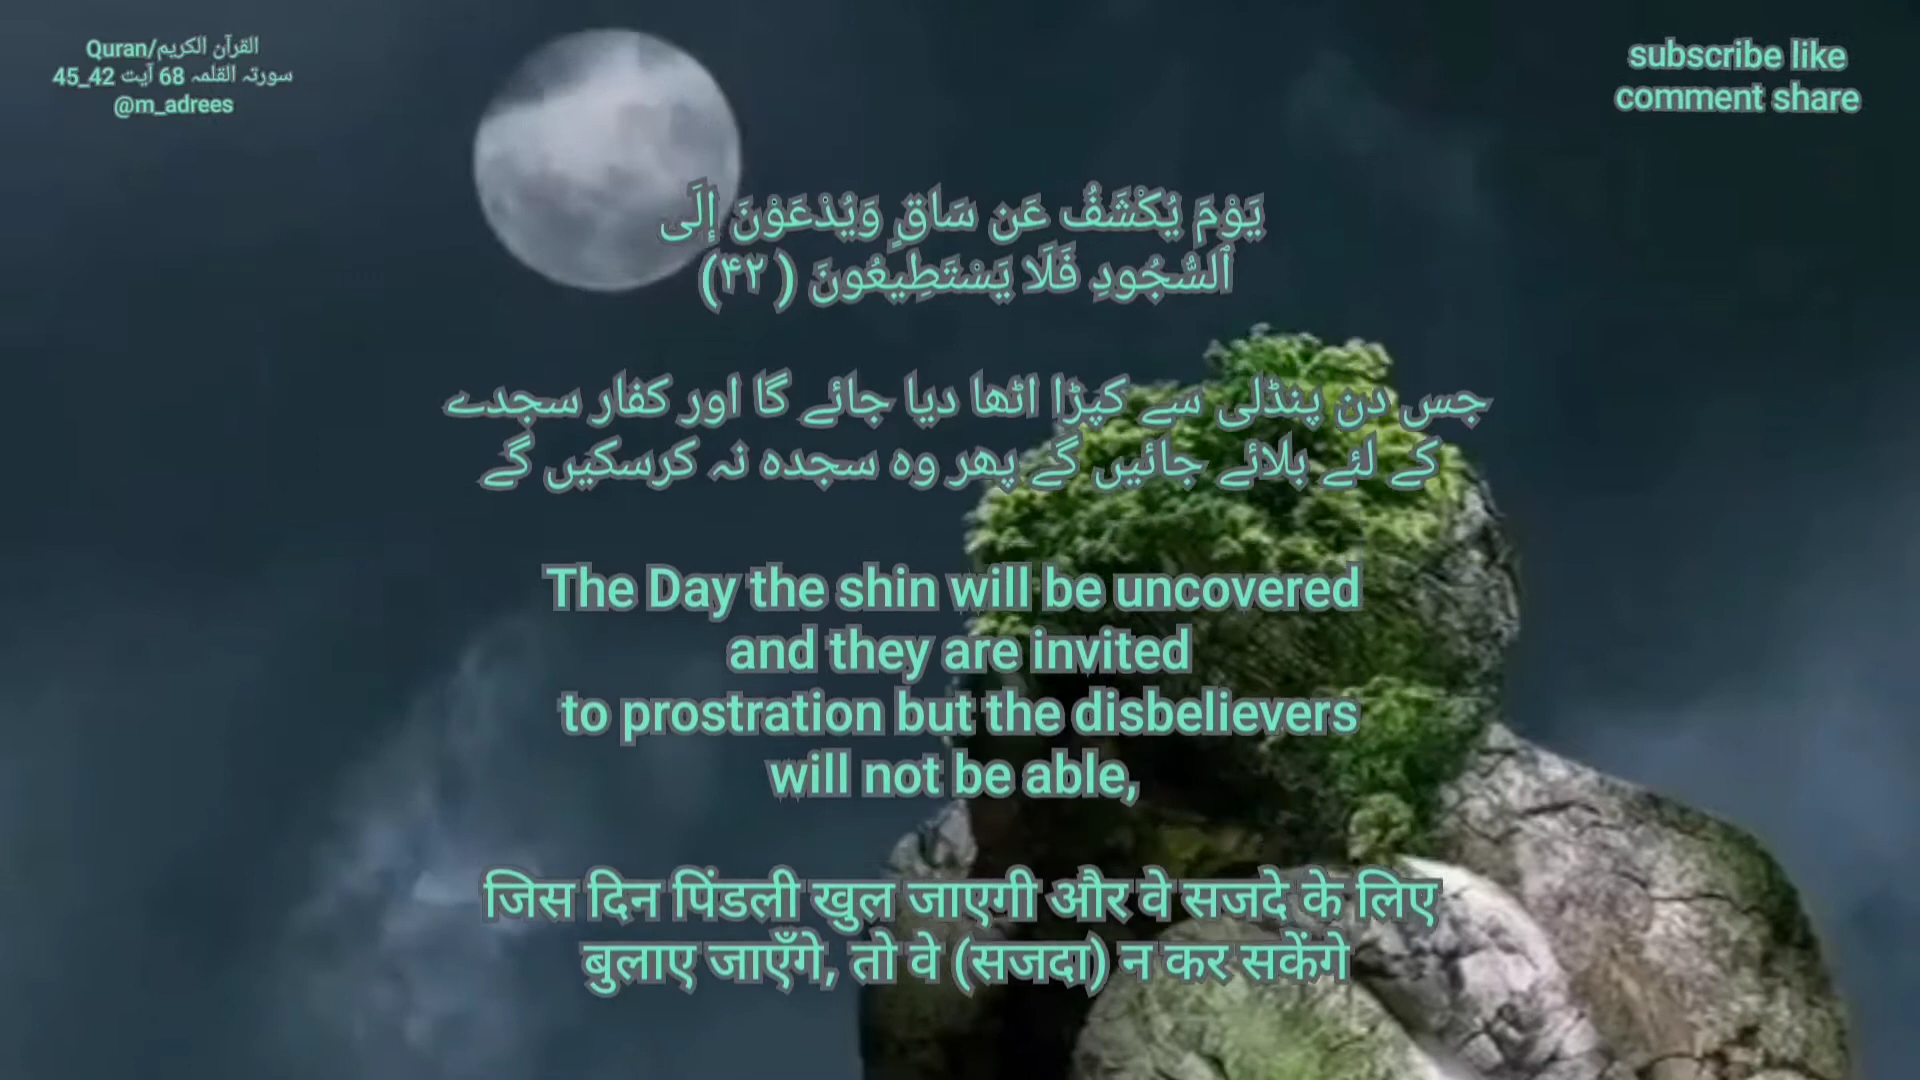 Quran/القرآن الكريم
سورتہ القلمہ 68 آیت 42_45
@m_adrees
subscribe like
comment share
يَوْمَ يُكْشَفُ عَن سَاقٍ وَيُدْعَوْنَ إِلَى
ٱلسُّجُودِ فَلَا يَسْتَطِيعُونَ (۴۲)
جس دن پنڈلی سے کپڑا اٹھا دیا جائے گا اور کفار سجدے
کے لئے بلائے جائیں گے پھر وہ سجدہ نہ کرسکیں گے
The Day the shin will be uncovered
and they are invited
to prostration but the disbelievers
will not be able,
जिस दिन पिंडली खुल जाएगी और वे सजदे के लिए
बुलाए जाएँगे, तो वे (सजदा) न कर सकेंगे